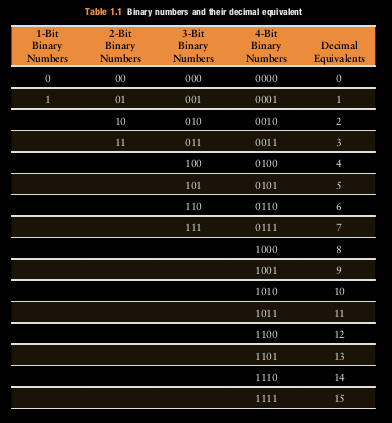 Table 1.1 Binary numbers and their decimal equivalent
1-Bit Binary Numbers 2-Bit Binary Numbers 3-Bit Binary Numbers 4-Bit Binary Numbers Decimal Equivalents
0 00 000 0000 0
1 01 001 0001 1
10 010 0010 2
11 011 0011 3
100 0100 4
101 0101 5
110 0110 6
111 0111 7
1000 8
1001 9
1010 10
1011 11
1100 12
1101 13
1110 14
1111 15